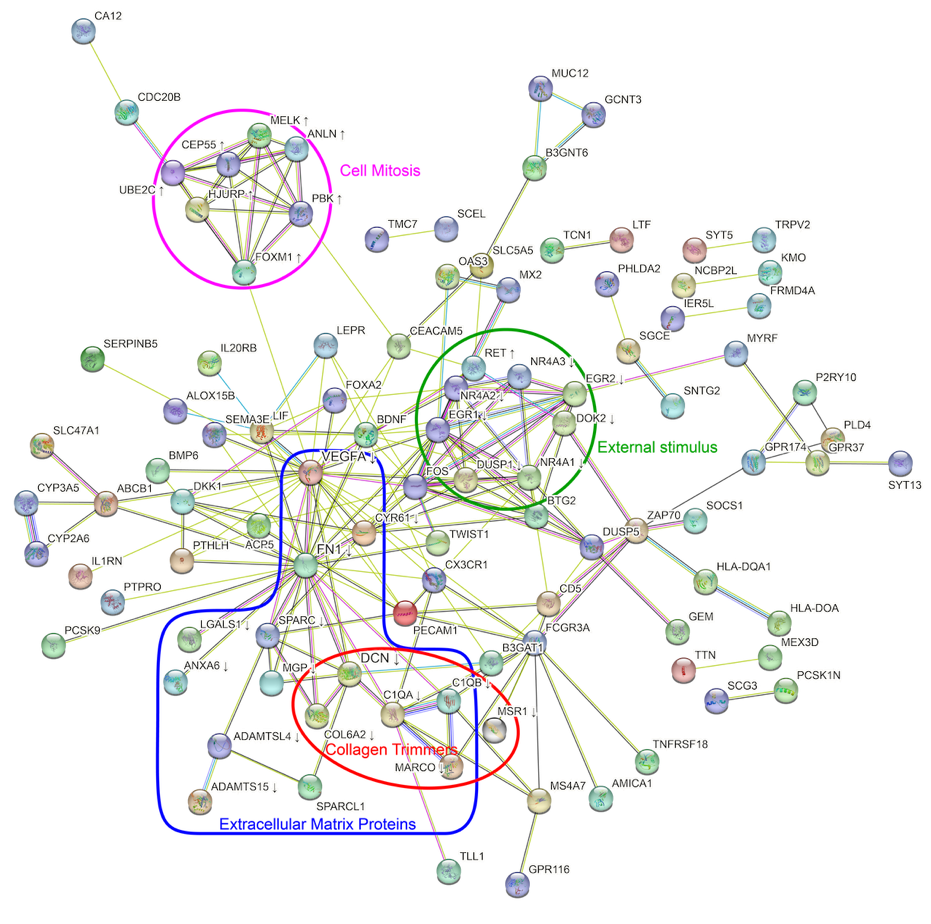 CA12
MUC12
CDC20B
GCNT3
MELK ↑
ANLN ↑
CEP55 ↑
B3GNT6
Cell Mitosis
UBE2C ↑
HJURP ↑
PBK ↑
SCEL
TMC7
LTF
TCN1
TRPV2
SYT5
SLC5A5
FOXM1 ↑
OAS3
KMO
NCBP2L
PHLDA2
MX2
FRMD4A
IER5L
LEPR
CEACAM5
SGCE
SERPINB5
IL20RB
RET ↑
NR4A3 ↓
MYRF
EGR2 ↓
FOXA2
NR4A2 ↓
SNTG2
P2RY10
ALOX15B
SEMA3E
LIF
BDNF
EGR1 ↓
DOK2 ↓
PLD4
SLC47A1
External stimulus
GPR174
GPR37
VEGFA ↓
BMP6
FOS
DUSP1 ↓
NR4A1 ↓
SYT13
CYP3A5
ABCB1
DKK1
BTG2
SOCS1
ZAP70
CYR61 ↓
DUSP5
CYP2A6
PTHLH
ACP5
FN1 ↓
TWIST1
IL1RN
CX3CR1
HLA-DQA1
PTPRO
CD5
HLA-DOA
PCSK9
LGALS1 ↓
SPARC ↓
PECAM1
FCGR3A
GEM
B3GAT1
MEX3D
ANXA6 ↓
MGP ↓
DCN ↓
TTN
C1QA ↓
C1QB ↓
PCSK1N
SCG3
MSR1 ↓
ADAMTSL4 ↓
COL6A2 ↓
Collagen Trimmers
TNFRSF18
MARCO ↓
ADAMTS15 ↓
SPARCL1
MS4A7
AMICA1
Extracellular Matrix Proteins
TLL1
GPR116